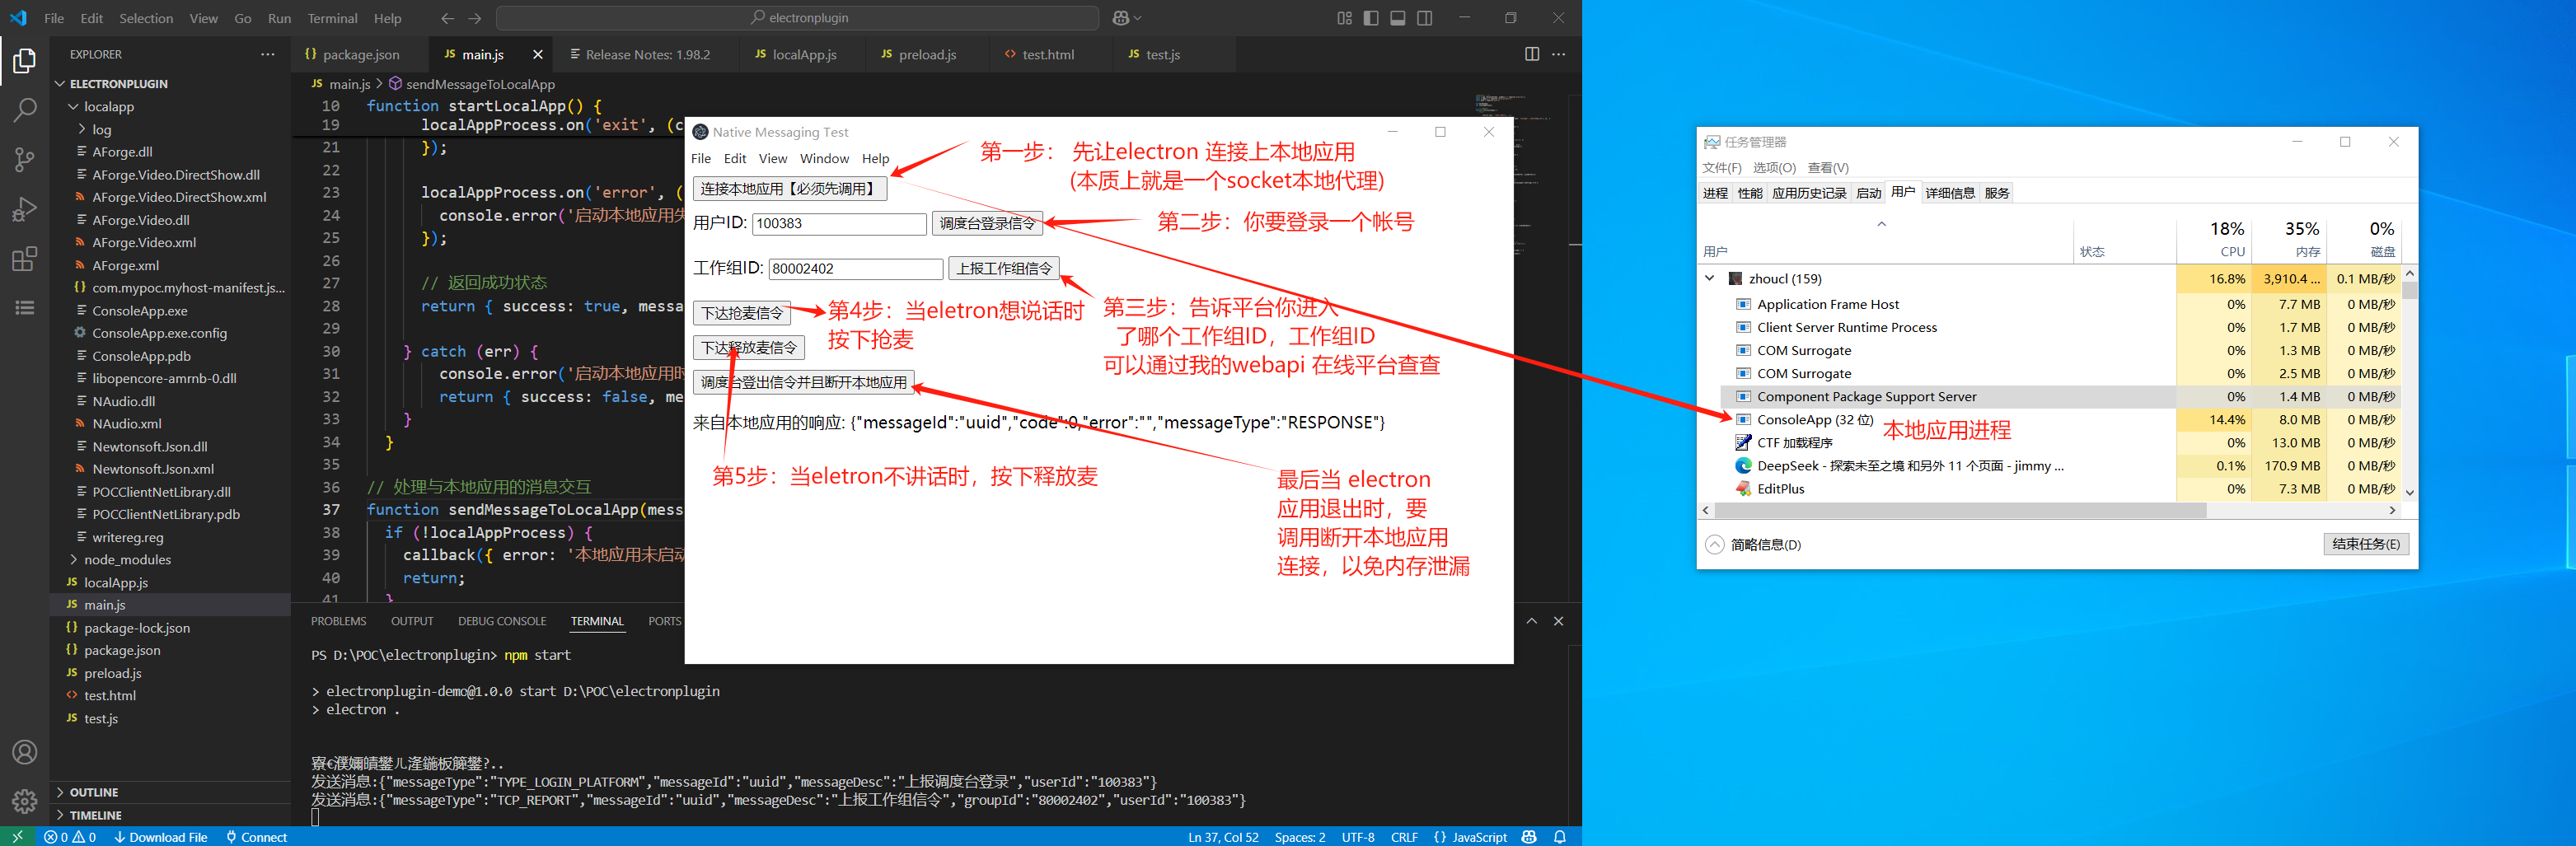 File Edit Selection View Go Run Terminal Help
electronplugin
EXPLORER
ELECTRONPLUGIN
localapp
log
AForge.dll
AForge.Video.DirectShow.dll
AForge.Video.DirectShow.xml
AForge.Video.dll
AForge.Video.xml
AForge.xml
com.mypoc.myhost-manifest.js...
ConsoleApp.exe
ConsoleApp.exe.config
ConsoleApp.pdb
libopencore-amrnb-0.dll
NAudio.dll
NAudio.xml
Newtonsoft.Json.dll
Newtonsoft.Json.xml
POCClientNetLibrary.dll
POCClientNetLibrary.pdb
writereg.reg
node_modules
localApp.js
main.js
package-lock.json
package.json
preload.js
test.html
test.js
OUTLINE
TIMELINE
package.json
main.js
Release Notes: 1.98.2
localApp.js
preload.js
test.html
test.js
main.js > sendMessageToLocalApp
10 function startLocalApp() {
19 localAppProcess.on('exit', (c
21 });
22
23 localAppProcess.on('error', (
24 console.error('启动本地应用失
25 });
26
27 // 返回成功状态
28 return { success: true, messa
29
30 } catch (err) {
31 console.error('启动本地应用时
32 return { success: false, me
33 }
34 }
35
36 // 处理与本地应用的消息交互
37 function sendMessageToLocalApp(mess
38 if (!localAppProcess) {
39 callback({ error: '本地应用未启动
40 return;
41 }
PROBLEMS OUTPUT DEBUG CONSOLE TERMINAL PORTS
PS D:\POC\electronplugin> npm start
> electronplugin-demo@1.0.0 start D:\POC\electronplugin
> electron .
发送消息:{"messageType":"TYPE_LOGIN_PLATFORM","messageId":"uuid","messageDesc":"上报调度台登录","userId":"100383"}
发送消息:{"messageType":"TCP_REPORT","messageId":"uuid","messageDesc":"上报工作组信令","groupId":"80002402","userId":"100383"}
0 0 Download File Connect
Ln 37, Col 52 Spaces: 2 UTF-8 CRLF {} JavaScript
Native Messaging Test
File Edit View Window Help
连接本地应用【必须先调用】
用户ID: 100383 调度台登录信令
工作组ID: 80002402 上报工作组信令
下达抢麦信令
下达释放麦信令
调度台登出信令并且断开本地应用
来自本地应用的响应: {"messageId":"uuid","code":0,"error":"","messageType":"RESPONSE"}
第一步： 先让electron 连接上本地应用
(本质上就是一个socket本地代理)
第二步：你要登录一个帐号
第三步：告诉平台你进入
了哪个工作组ID，工作组ID
可以通过我的webapi 在线平台查查
第4步：当eletron想说话时
按下抢麦
第5步：当eletron不讲话时，按下释放麦
最后当 electron
应用退出时，要
调用断开本地应用
连接，以免内存泄漏
任务管理器
文件(F) 选项(O) 查看(V)
进程 性能 应用历史记录 启动 用户 详细信息 服务
18% 35% 0%
用户 状态 CPU 内存 磁盘
zhoucl (159) 16.8% 3,910.4 ... 0.1 MB/秒
Application Frame Host 0% 7.7 MB 0 MB/秒
Client Server Runtime Process 0% 1.7 MB 0 MB/秒
COM Surrogate 0% 1.3 MB 0 MB/秒
COM Surrogate 0% 2.5 MB 0 MB/秒
Component Package Support Server 0% 1.4 MB 0 MB/秒
ConsoleApp (32 位) 14.4% 8.0 MB 0 MB/秒
本地应用进程
CTF 加载程序 0% 13.0 MB 0 MB/秒
DeepSeek - 探索未至之境 和另外 11 个页面 - jimmy ... 0.1% 170.9 MB 0 MB/秒
EditPlus 0% 7.3 MB 0 MB/秒
简略信息(D)
结束任务(E)